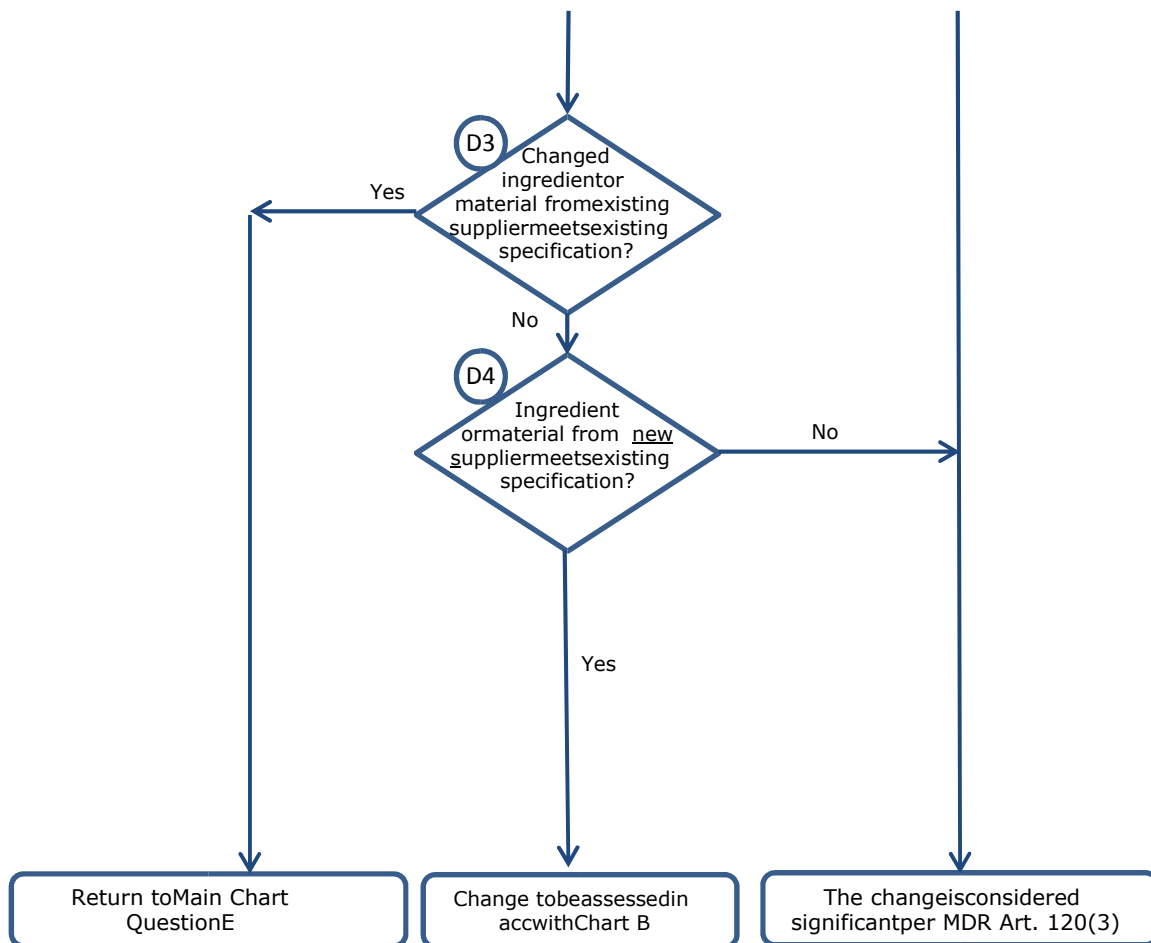 D3
Changed
ingredientor
material fromexisting
suppliermeetsexisting
specification?
Yes
No
D4
Ingredient
ormaterial from new
suppliermeetsexisting
specification?
No
Yes
Return toMain Chart
QuestionE
Change tobeassessedin
accwithChart B
The changeisconsidered
significantper MDR Art. 120(3)